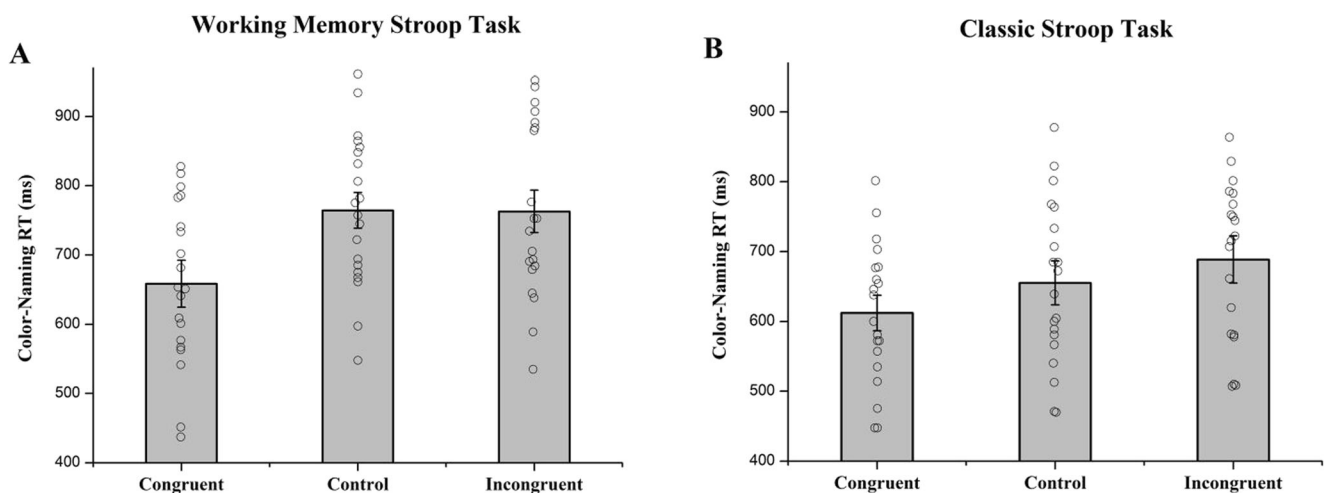 Working Memory Stroop Task
A
Color-Naming RT (ms)
900
800
700
600
500
400
Congruent
Control
Incongruent
Classic Stroop Task
B
Color-Naming RT (ms)
900
800
700
600
500
400
Congruent
Control
Incongruent